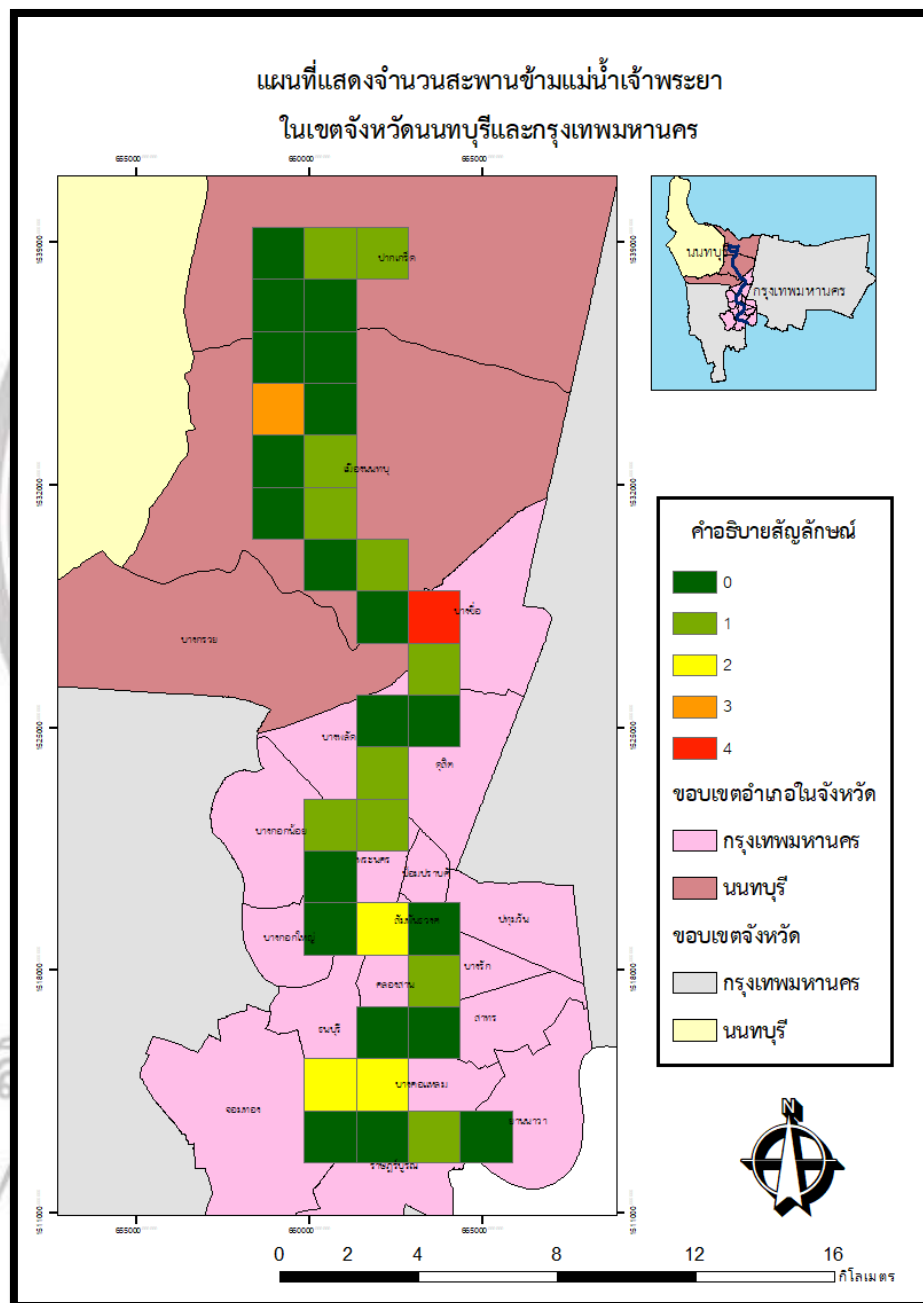 แผนที่แสดงจำนวนสะพานข้ามแม่น้ำเจ้าพระยา
ในเขตจังหวัดนนทบุรีและกรุงเทพมหานคร
655000 660000 665000
1539000
1532000
1525000
1518000
1511000
ปากเกร็ด
เมืองนนทบุ
บางซื่อ
บางกรวย
บางพลัด
ดุสิต
บางกอกน้อย
พระนคร
ป้อมปราบศั
สัมพันธวงศ์
ปทุมวัน
บางกอกใหญ่
บางรัก
คลองสาน
สาทร
ธนบุรี
บางคอแหลม
จอมทอง
ยานนาวา
ราษฎร์บูรณ
1539000
1532000
1525000
1518000
1511000
655000 660000 665000
นนทบุรี
กรุงเทพมหานคร
คำอธิบายสัญลักษณ์
0
1
2
3
4
ขอบเขตอำเภอในจังหวัด
กรุงเทพมหานคร
นนทบุรี
ขอบเขตจังหวัด
กรุงเทพมหานคร
นนทบุรี
N
0 2 4 8 12 16
กิโลเมตร